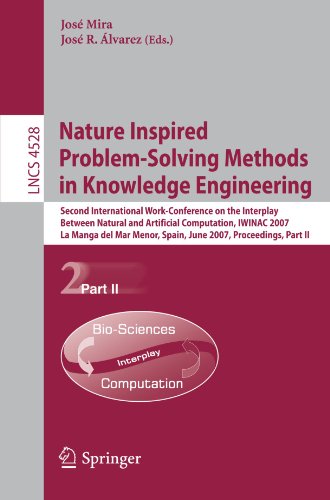 José Mira
José R. Álvarez (Eds.)
LNCS 4528
Nature Inspired
Problem-Solving Methods
in Knowledge Engineering
Second International Work-Conference on the Interplay
Between Natural and Artificial Computation, IWINAC 2007
La Manga del Mar Menor, Spain, June 2007, Proceedings, Part II
2 Part II
Bio-Sciences
Interplay
Computation
Springer